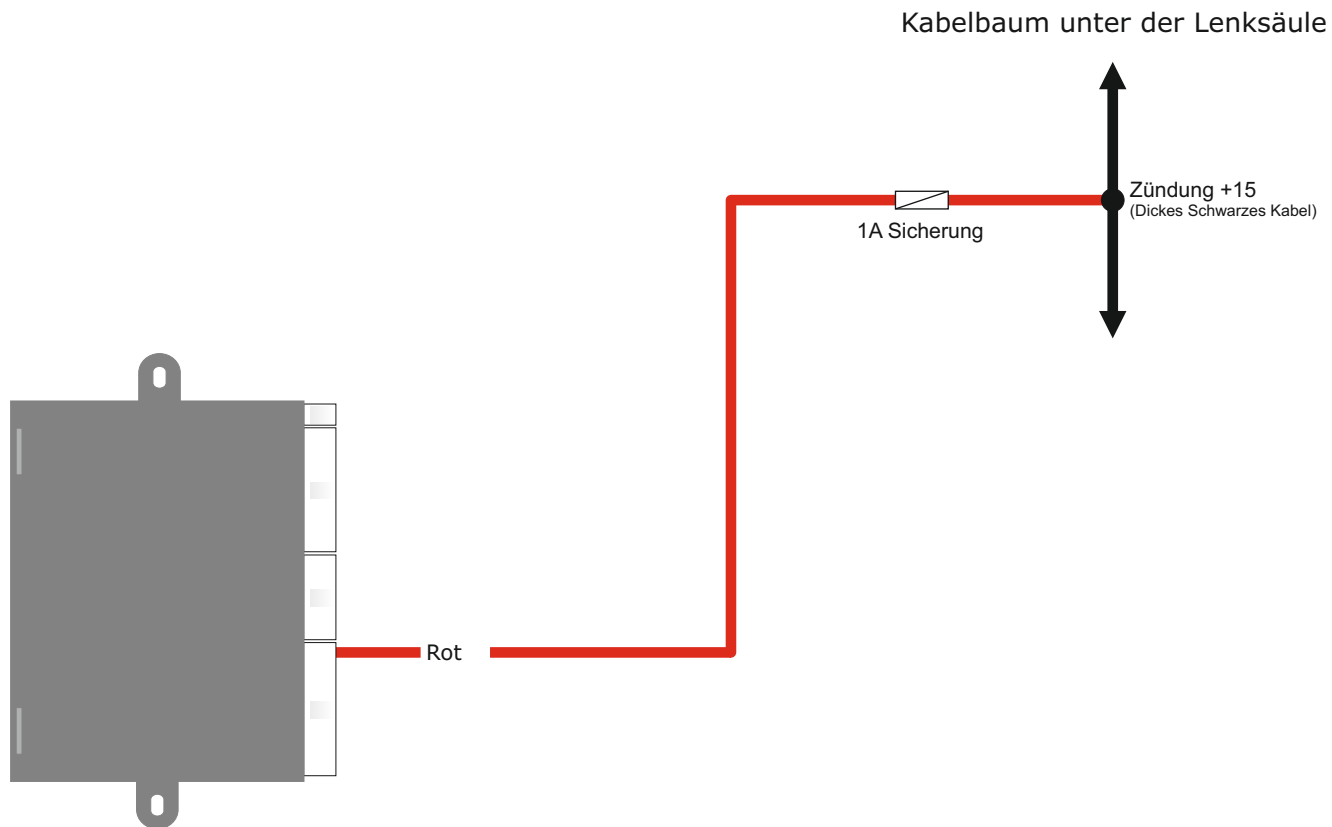 Kabelbaum unter der Lenksäule
Zündung +15
(Dickes Schwarzes Kabel)
1A Sicherung
Rot